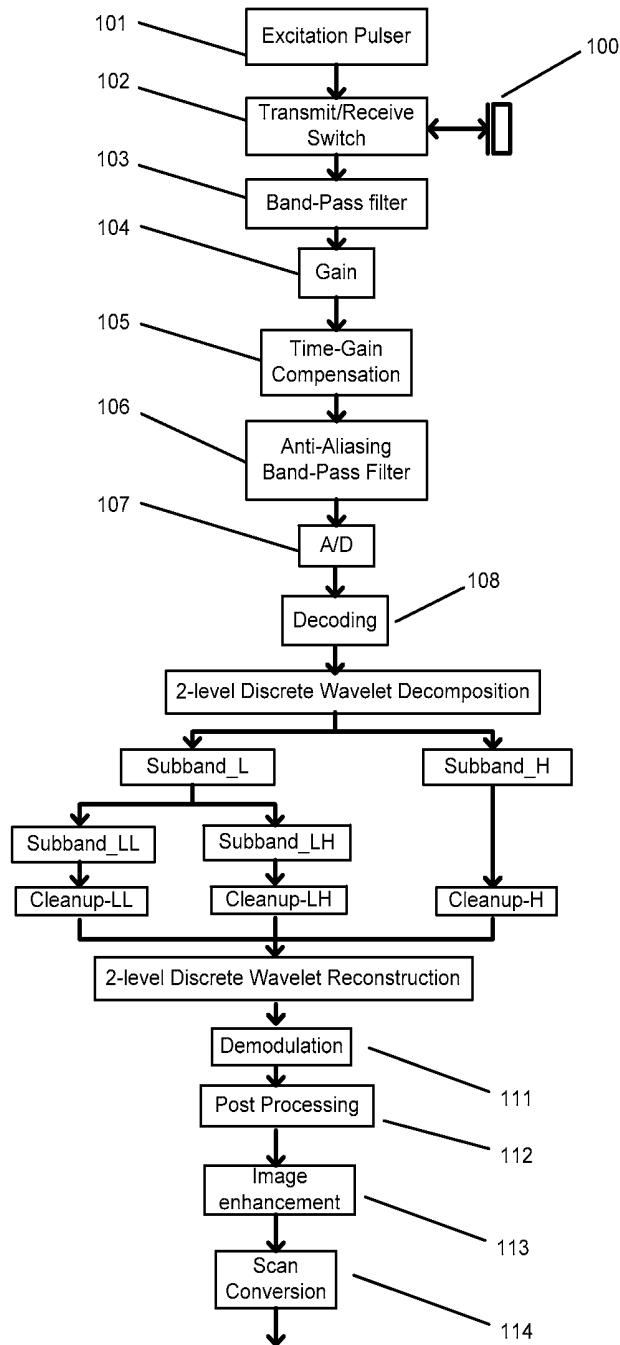 101
Excitation Pulser
100
102
Transmit/Receive
Switch
103
Band-Pass filter
104
Gain
105
Time-Gain
Compensation
106
Anti-Aliasing
Band-Pass Filter
107
A/D
108
Decoding
2-level Discrete Wavelet Decomposition
Subband_L
Subband_H
Subband_LL
Subband_LH
Cleanup-LL
Cleanup-LH
Cleanup-H
2-level Discrete Wavelet Reconstruction
Demodulation
111
Post Processing
112
Image
enhancement
113
Scan
Conversion
114